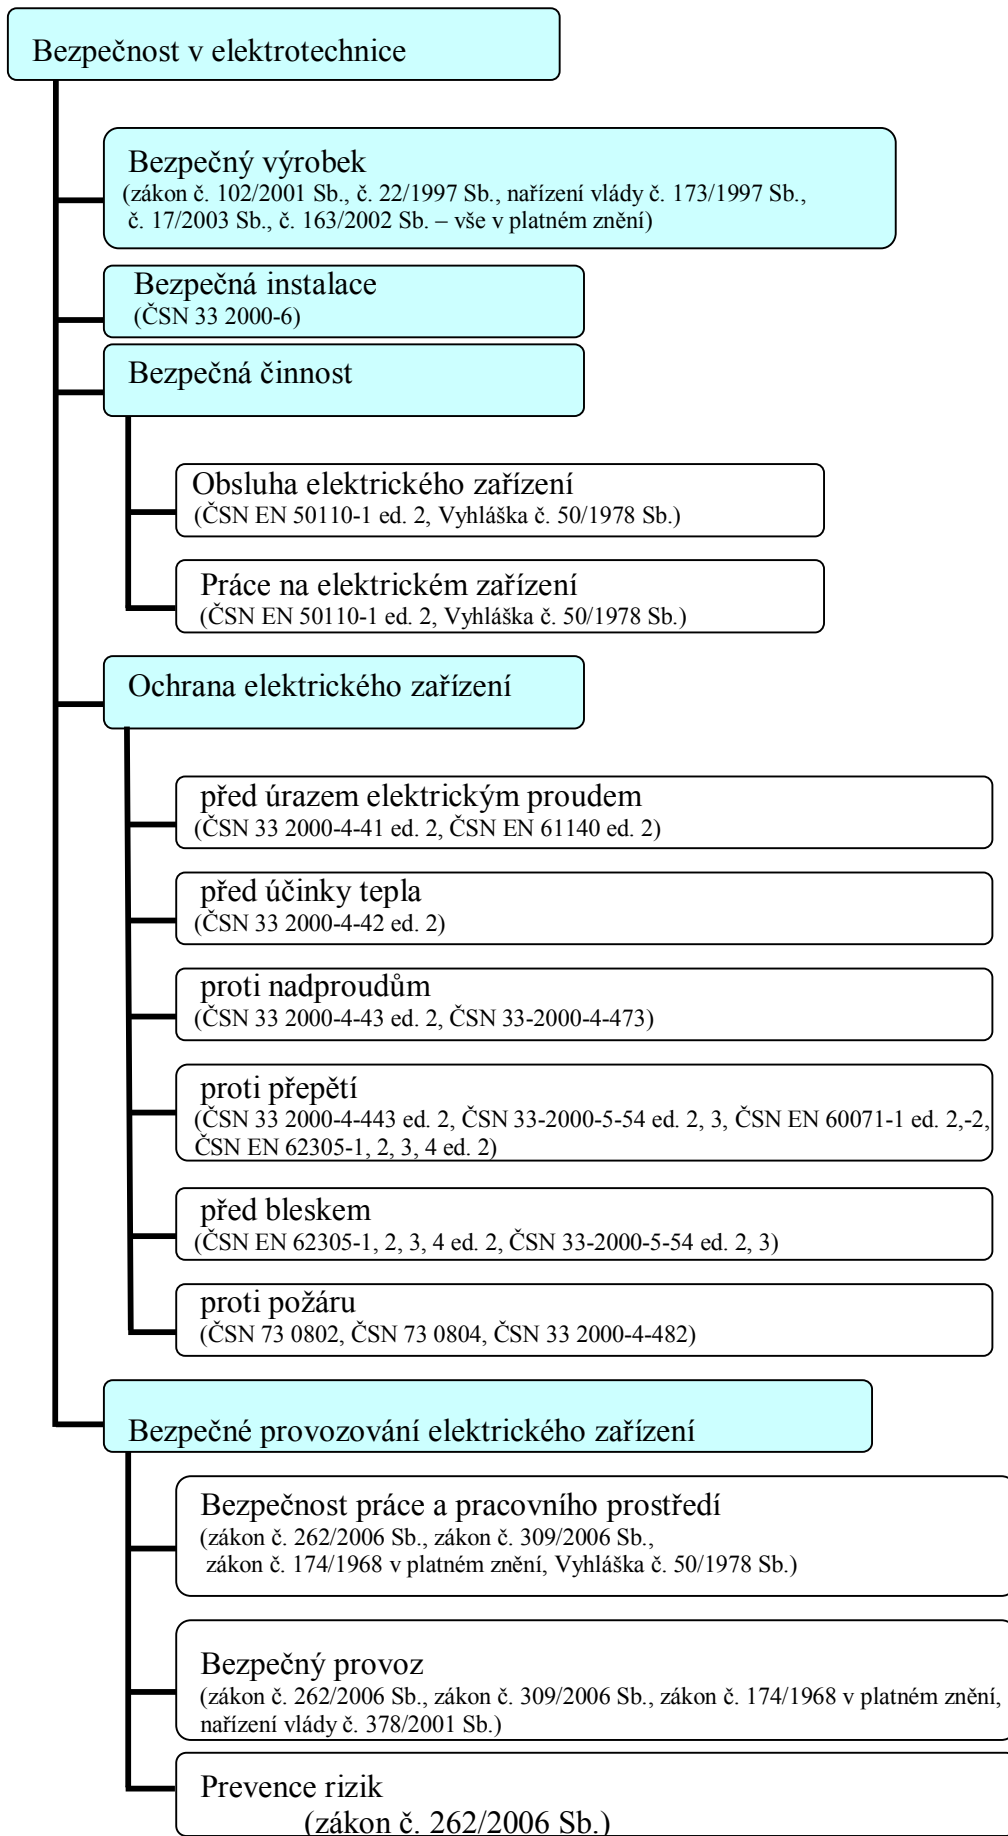 Bezpečnost v elektrotechnice
Bezpečný výrobek
(zákon č. 102/2001 Sb., č. 22/1997 Sb., nařízení vlády č. 173/1997 Sb.,
č. 17/2003 Sb., č. 163/2002 Sb. – vše v platném znění)
Bezpečná instalace
(ČSN 33 2000-6)
Bezpečná činnost
Obsluha elektrického zařízení
(ČSN EN 50110-1 ed. 2, Vyhláška č. 50/1978 Sb.)
Práce na elektrickém zařízení
(ČSN EN 50110-1 ed. 2, Vyhláška č. 50/1978 Sb.)
Ochrana elektrického zařízení
před úrazem elektrickým proudem
(ČSN 33 2000-4-41 ed. 2, ČSN EN 61140 ed. 2)
před účinky tepla
(ČSN 33 2000-4-42 ed. 2)
proti nadproudům
(ČSN 33 2000-4-43 ed. 2, ČSN 33-2000-4-473)
proti přepětí
(ČSN 33 2000-4-443 ed. 2, ČSN 33-2000-5-54 ed. 2, 3, ČSN EN 60071-1 ed. 2,-2,
ČSN EN 62305-1, 2, 3, 4 ed. 2)
před bleskem
(ČSN EN 62305-1, 2, 3, 4 ed. 2, ČSN 33-2000-5-54 ed. 2, 3)
proti požáru
(ČSN 73 0802, ČSN 73 0804, ČSN 33 2000-4-482)
Bezpečné provozování elektrického zařízení
Bezpečnost práce a pracovního prostředí
(zákon č. 262/2006 Sb., zákon č. 309/2006 Sb.,
zákon č. 174/1968 v platném znění, Vyhláška č. 50/1978 Sb.)
Bezpečný provoz
(zákon č. 262/2006 Sb., zákon č. 309/2006 Sb., zákon č. 174/1968 v platném znění,
nařízení vlády č. 378/2001 Sb.)
Prevence rizik
(zákon č. 262/2006 Sb.)